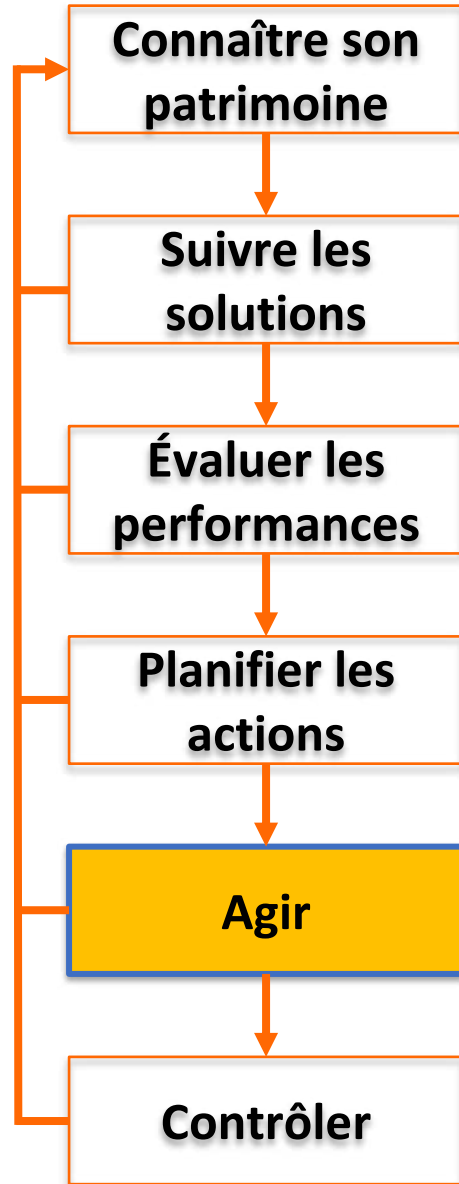 Connaître son
patrimoine
Suivre les
solutions
Évaluer les
performances
Planifier les
actions
Agir
Contrôler